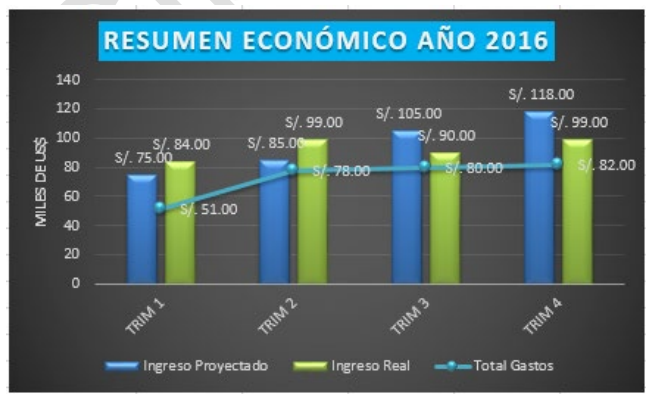 RESUMEN ECONÓMICO AÑO 2016
MILES DE US$
140
120
100
80
60
40
20
0
S/. 75.00
S/. 84.00
S/. 51.00
S/. 85.00
S/. 99.00
S/. 78.00
S/. 105.00
S/. 90.00
S/. 80.00
S/. 118.00
S/. 99.00
S/. 82.00
TRIM 1
TRIM 2
TRIM 3
TRIM 4
Ingreso Proyectado
Ingreso Real
Total Gastos